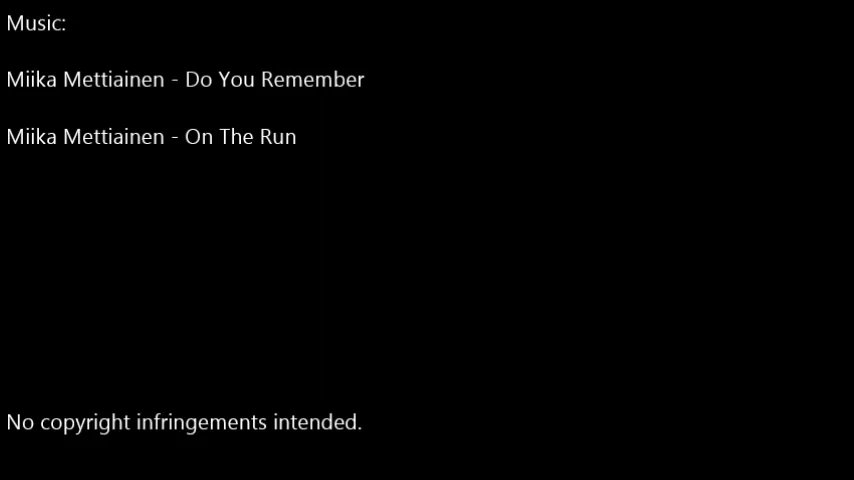 Music:
Miika Mettiainen - Do You Remember
Miika Mettiainen - On The Run
No copyright infringements intended.